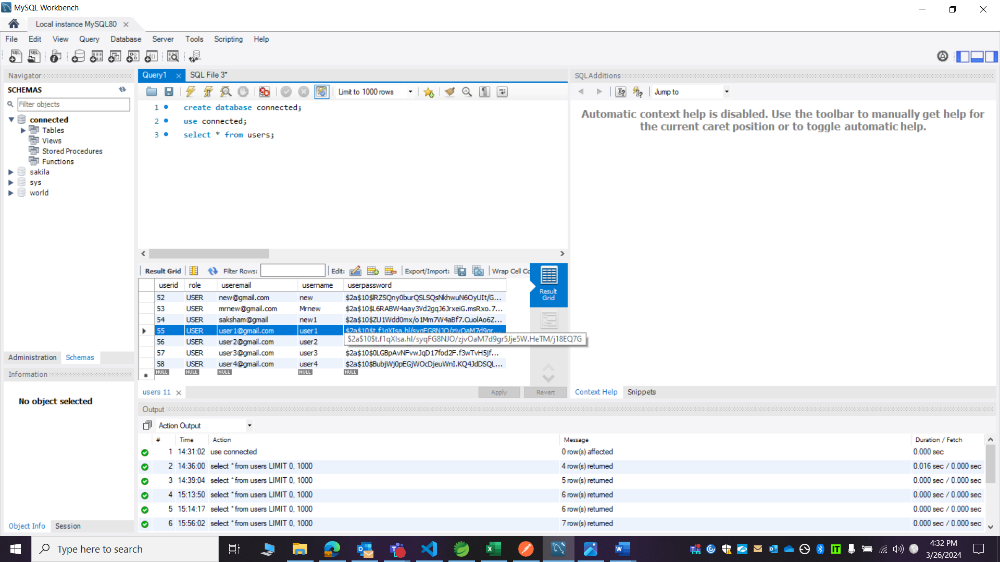 MySQL Workbench
Local instance MySQL80
File Edit View Query Database Server Tools Scripting Help
Navigator
SCHEMAS
Filter objects
connected
Tables
Views
Stored Procedures
Functions
sakila
sys
world
Administration Schemas
Information
No object selected
Object Info Session
Query1 SQL File 3*
Limit to 1000 rows
1 create database connected;
2 use connected;
3 select * from users;
Result Grid Filter Rows: Edit: Export/Import: Wrap Cell Co
userid role useremail username userpassword
52 USER new@gmail.com new $2a$10$lRZSQny0burQSLSQsNkhwuN6OyUIt/G...
53 USER mrnew@gmail.com Mrnew $2a$10$L6RABW4aay3Vd2gqJ6JrxeiG.msRxo.7...
54 USER saksham@gmail new1 $2a$10$ZU1Wdd0mx/o1Mm7W4aBf7.CuolAo6Z...
55 USER user1@gmail.com user1 $2a$10$t.f1qXIsa.hl/syqFG8NJO/zjvOaM7d9gr...
$2a$10$t.f1qXIsa.hl/syqFG8NJO/zjvOaM7d9gr5Jje5W.HeTM/j18EQ7G
56 USER user2@gmail.com user2
57 USER user3@gmail.com user3 $2a$10$0LGBpAvNFvwJqD17fod2F.f3wTvH5jf...
58 USER user4@gmail.com user4 $2a$10$BubjWj0pEGjWOcDjeuWnI.KQ4JdDSQL...
NULL NULL NULL NULL NULL
Result
Grid
users 11 Apply Revert
SQLAdditions
Jump to
Automatic context help is disabled. Use the toolbar to manually get help for
the current caret position or to toggle automatic help.
Context Help Snippets
Output
Action Output
# Time Action Message Duration / Fetch
1 14:31:02 use connected 0 row(s) affected 0.000 sec
2 14:36:00 select * from users LIMIT 0, 1000 4 row(s) returned 0.016 sec / 0.000 sec
3 14:39:04 select * from users LIMIT 0, 1000 5 row(s) returned 0.000 sec / 0.000 sec
4 15:13:50 select * from users LIMIT 0, 1000 6 row(s) returned 0.000 sec / 0.000 sec
5 15:14:17 select * from users LIMIT 0, 1000 6 row(s) returned 0.000 sec / 0.000 sec
6 15:56:02 select * from users LIMIT 0, 1000 7 row(s) returned 0.000 sec / 0.000 sec
Type here to search
4:32 PM
3/26/2024